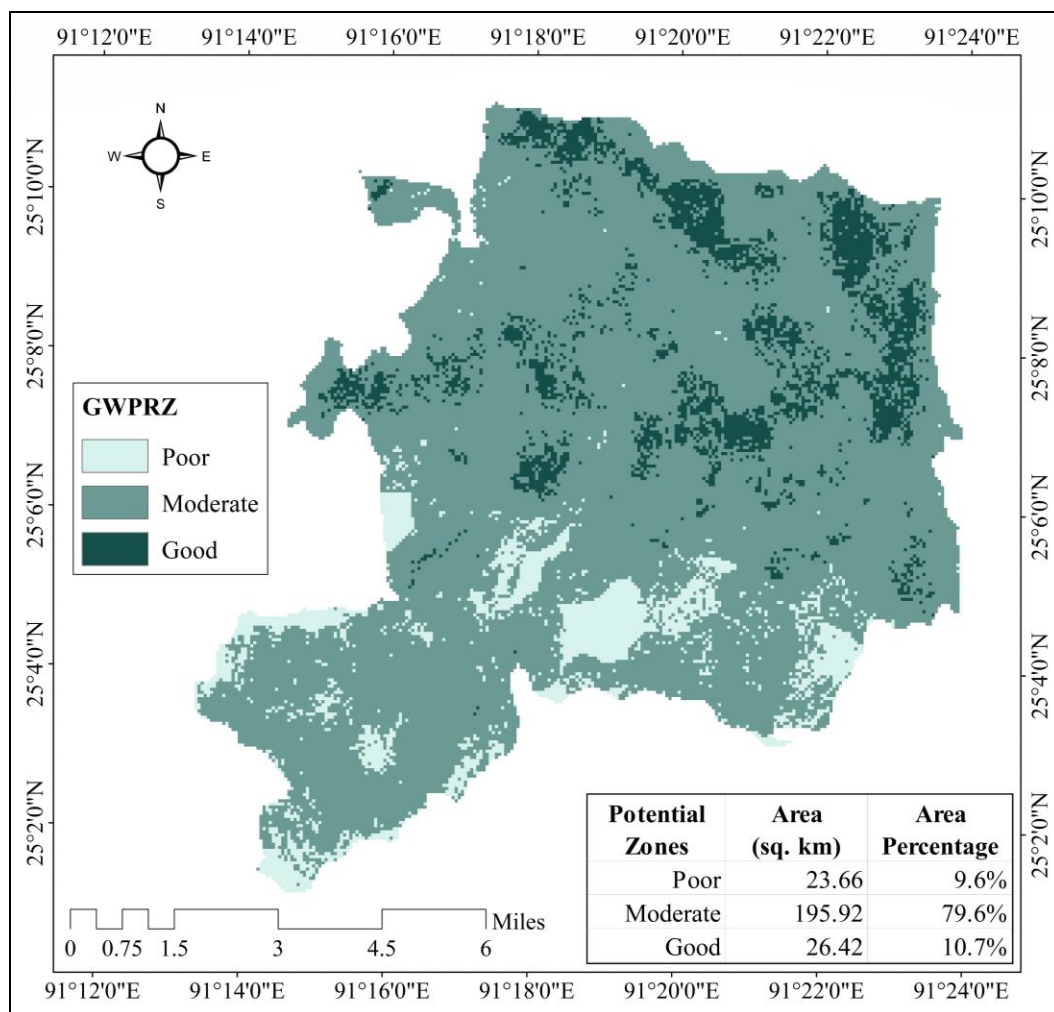 91°12'0"E 91°14'0"E 91°16'0"E 91°18'0"E 91°20'0"E 91°22'0"E 91°24'0"E
N
W E
S
25°10'0"N 25°10'0"N
25°8'0"N 25°8'0"N
GWPRZ
Poor
Moderate
Good
25°6'0"N 25°6'0"N
25°4'0"N 25°4'0"N
25°2'0"N 25°2'0"N
Potential Area Area
Zones (sq. km) Percentage
Poor 23.66 9.6%
Moderate 195.92 79.6%
Good 26.42 10.7%
Miles
0 0.75 1.5 3 4.5 6
91°12'0"E 91°14'0"E 91°16'0"E 91°18'0"E 91°20'0"E 91°22'0"E 91°24'0"E